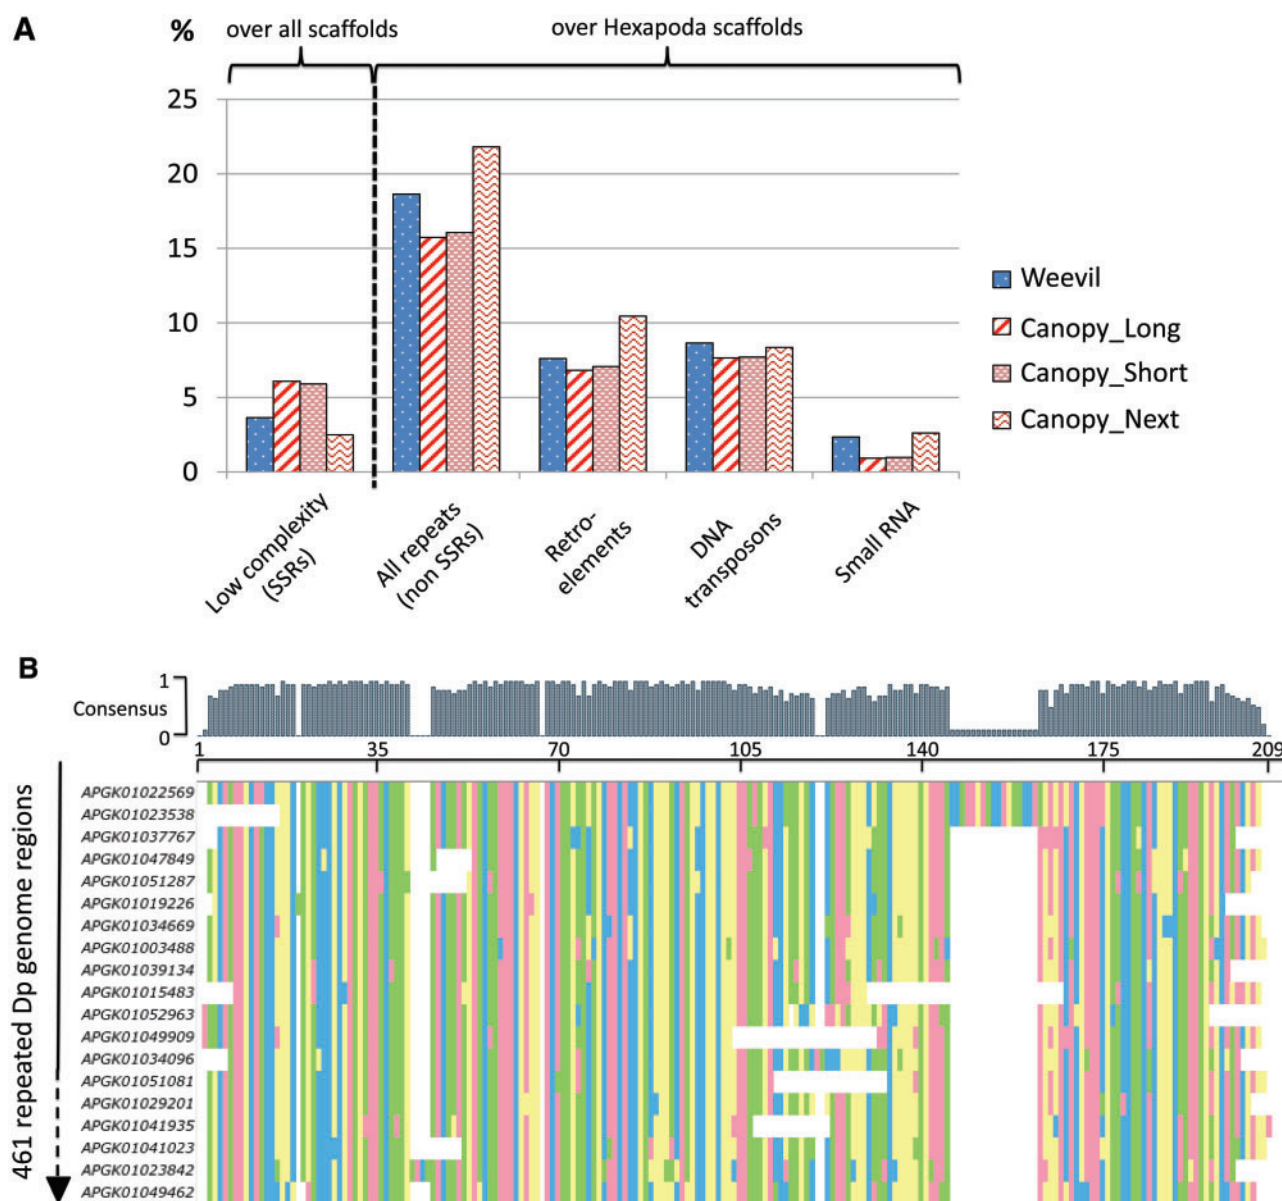 A
%
over all scaffolds
over Hexapoda scaffolds
25
20
15
10
5
0
Low complexity
(SSRs)
All repeats
(non SSRs)
Retro-
elements
DNA
transposons
Small RNA
Weevil
Canopy_Long
Canopy_Short
Canopy_Next
B
1
Consensus
0
1 35 70 105 140 175 209
461 repeated Dp genome regions
APGK01022569
APGK01023538
APGK01037767
APGK01047849
APGK01051287
APGK01019226
APGK01034669
APGK01003488
APGK01039134
APGK01015483
APGK01052963
APGK01049909
APGK01034096
APGK01051081
APGK01029201
APGK01041935
APGK01041023
APGK01023842
APGK01049462